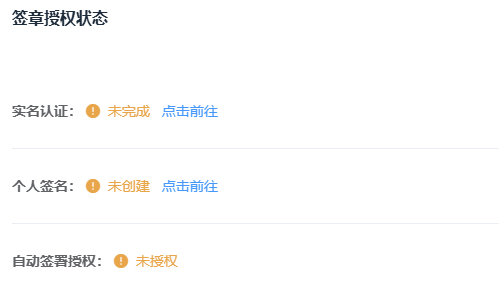 签章授权状态
实名认证： 未完成 点击前往
个人签名： 未创建 点击前往
自动签署授权： 未授权